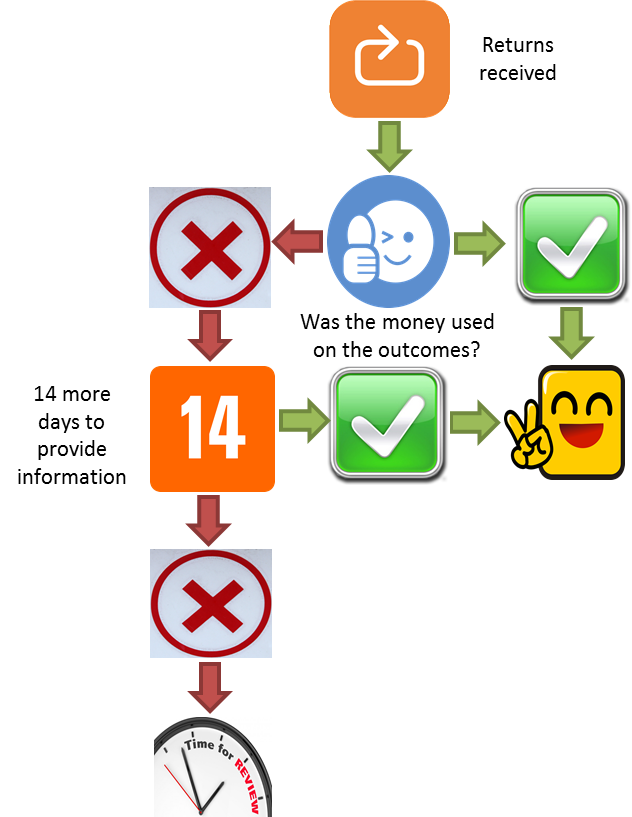 Returns
received
Was the money used
on the outcomes?
14 more
days to
provide
information
14
Time for REVIEW